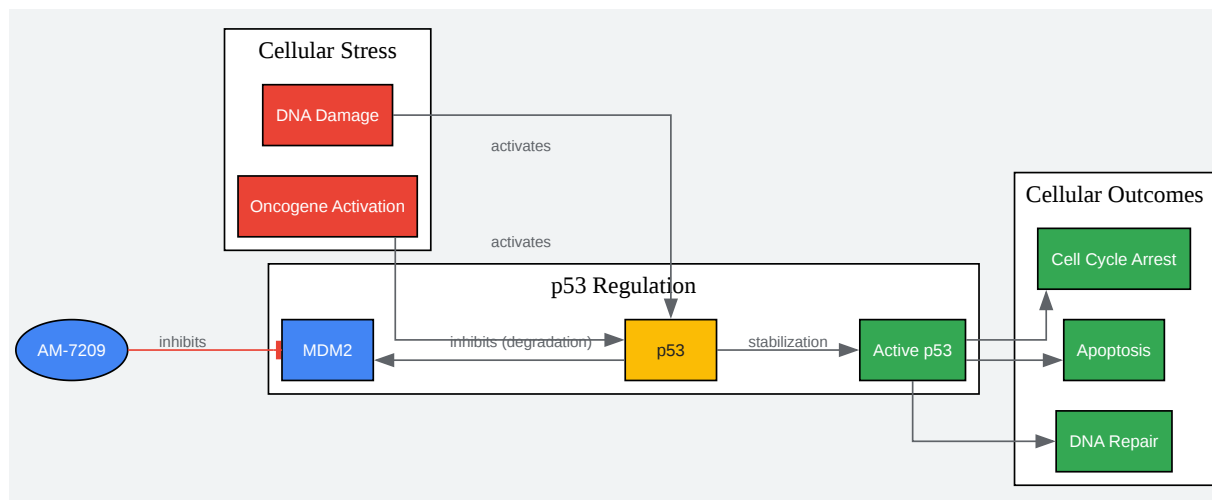 Cellular Stress
DNA Damage
activates
Oncogene Activation
Cellular Outcomes
activates
Cell Cycle Arrest
p53 Regulation
AM-7209
inhibits
MDM2
inhibits (degradation)
p53
stabilization
Active p53
Apoptosis
DNA Repair